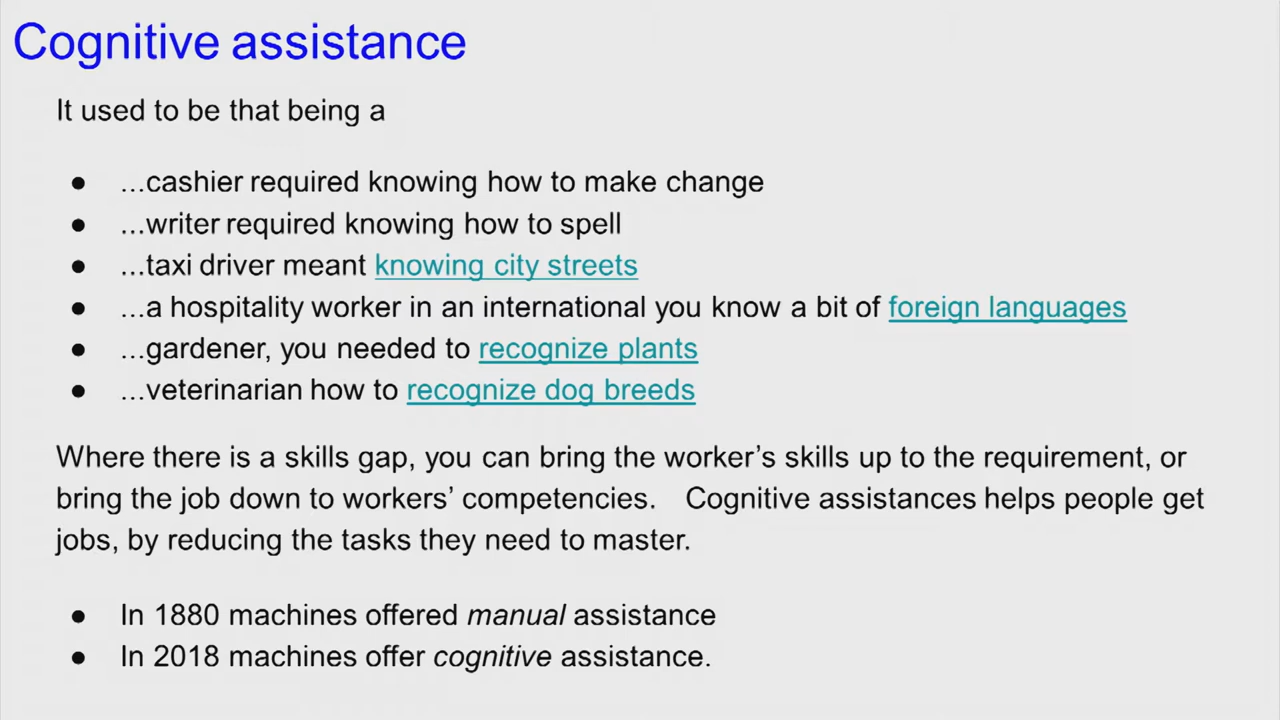 Cognitive assistance
It used to be that being a
● ...cashier required knowing how to make change
● ...writer required knowing how to spell
● ...taxi driver meant knowing city streets
● ...a hospitality worker in an international you know a bit of foreign languages
● ...gardener, you needed to recognize plants
● ...veterinarian how to recognize dog breeds
Where there is a skills gap, you can bring the worker’s skills up to the requirement, or
bring the job down to workers’ competencies. Cognitive assistances helps people get
jobs, by reducing the tasks they need to master.
● In 1880 machines offered manual assistance
● In 2018 machines offer cognitive assistance.